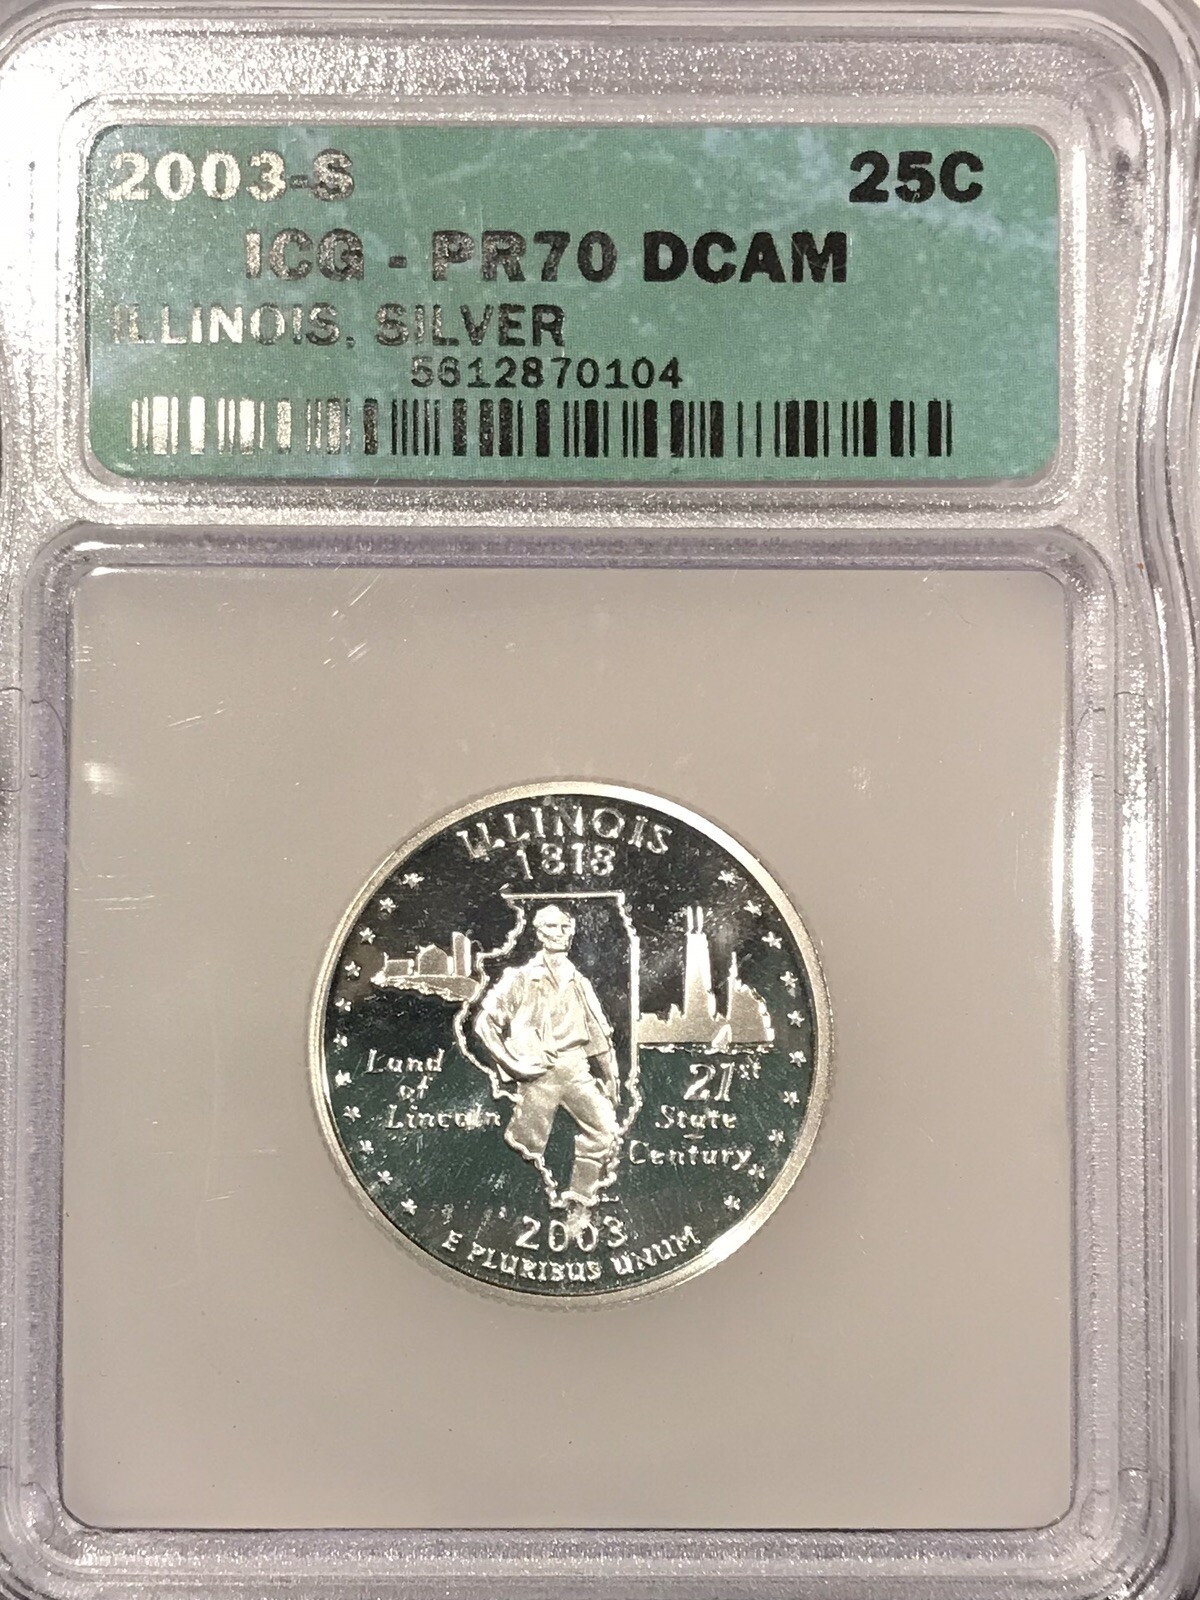 2003-S 25C
ICG - PR70 DCAM
ILLINOIS, SILVER
5612870104
ILLINOIS
1818
Land
of
Lincoln
21st
State
Century
2003
E PLURIBUS UNUM